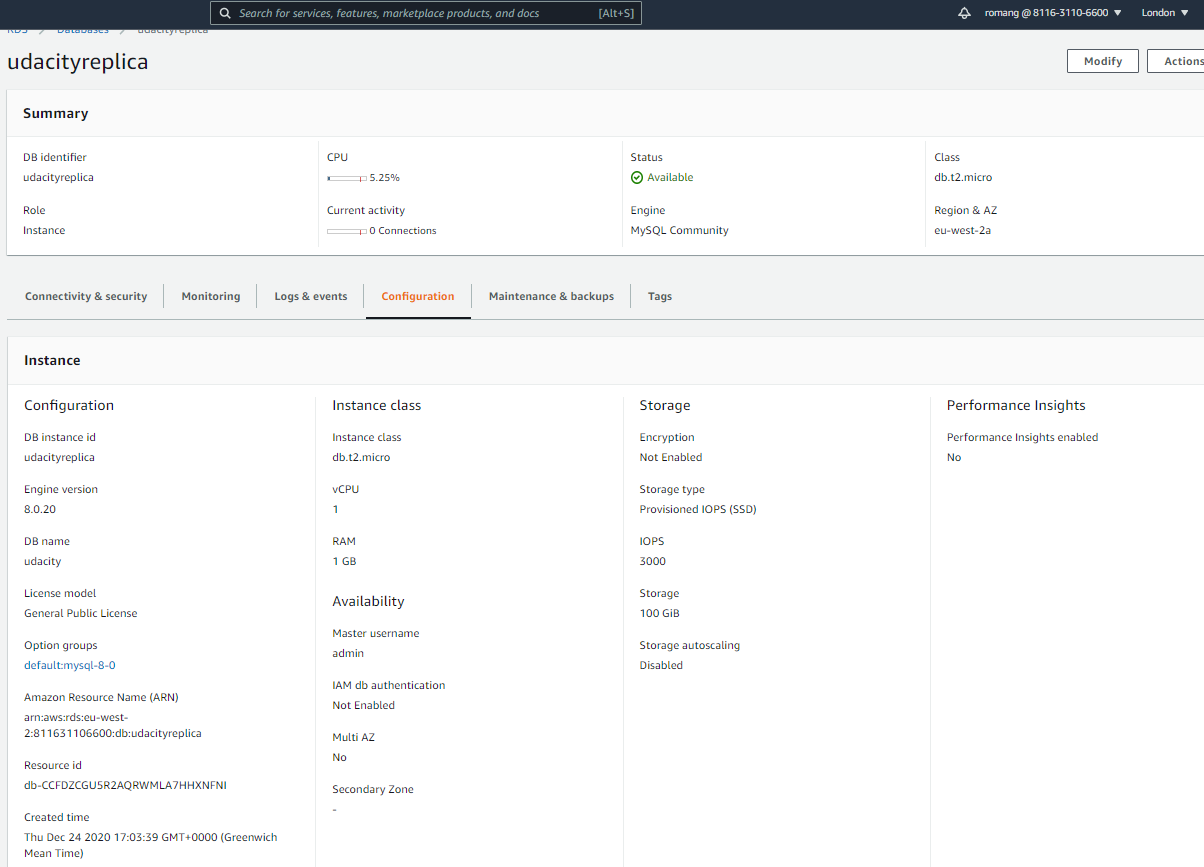 Search for services, features, marketplace products, and docs [Alt+S] romang @ 8116-3110-6600 London
RDS Databases udacityreplica
udacityreplica
Modify Actions
Summary
DB identifier
udacityreplica
CPU
5.25%
Status
Available
Class
db.t2.micro
Role
Instance
Current activity
0 Connections
Engine
MySQL Community
Region & AZ
eu-west-2a
Connectivity & security Monitoring Logs & events Configuration Maintenance & backups Tags
Instance
Configuration
DB instance id
udacityreplica
Engine version
8.0.20
DB name
udacity
License model
General Public License
Option groups
default:mysql-8-0
Amazon Resource Name (ARN)
arn:aws:rds:eu-west-
2:811631106600:db:udacityreplica
Resource id
db-CCFDZCGU5R2AQRWMLA7HHXNFNI
Created time
Thu Dec 24 2020 17:03:39 GMT+0000 (Greenwich
Mean Time)
Instance class
Instance class
db.t2.micro
vCPU
1
RAM
1 GB
Availability
Master username
admin
IAM db authentication
Not Enabled
Multi AZ
No
Secondary Zone
-
Storage
Encryption
Not Enabled
Storage type
Provisioned IOPS (SSD)
IOPS
3000
Storage
100 GiB
Storage autoscaling
Disabled
Performance Insights
Performance Insights enabled
No